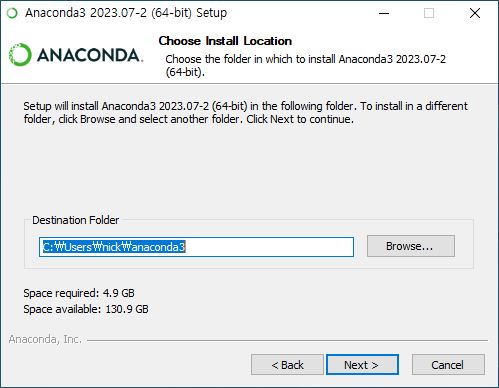 Anaconda3 2023.07-2 (64-bit) Setup
ANACONDA.
Choose Install Location
Choose the folder in which to install Anaconda3 2023.07-2
(64-bit).
Setup will install Anaconda3 2023.07-2 (64-bit) in the following folder. To install in a different
folder, click Browse and select another folder. Click Next to continue.
Destination Folder
C:₩Users₩nick₩anaconda3
Browse...
Space required: 4.9 GB
Space available: 130.9 GB
Anaconda, Inc.
< Back
Next >
Cancel